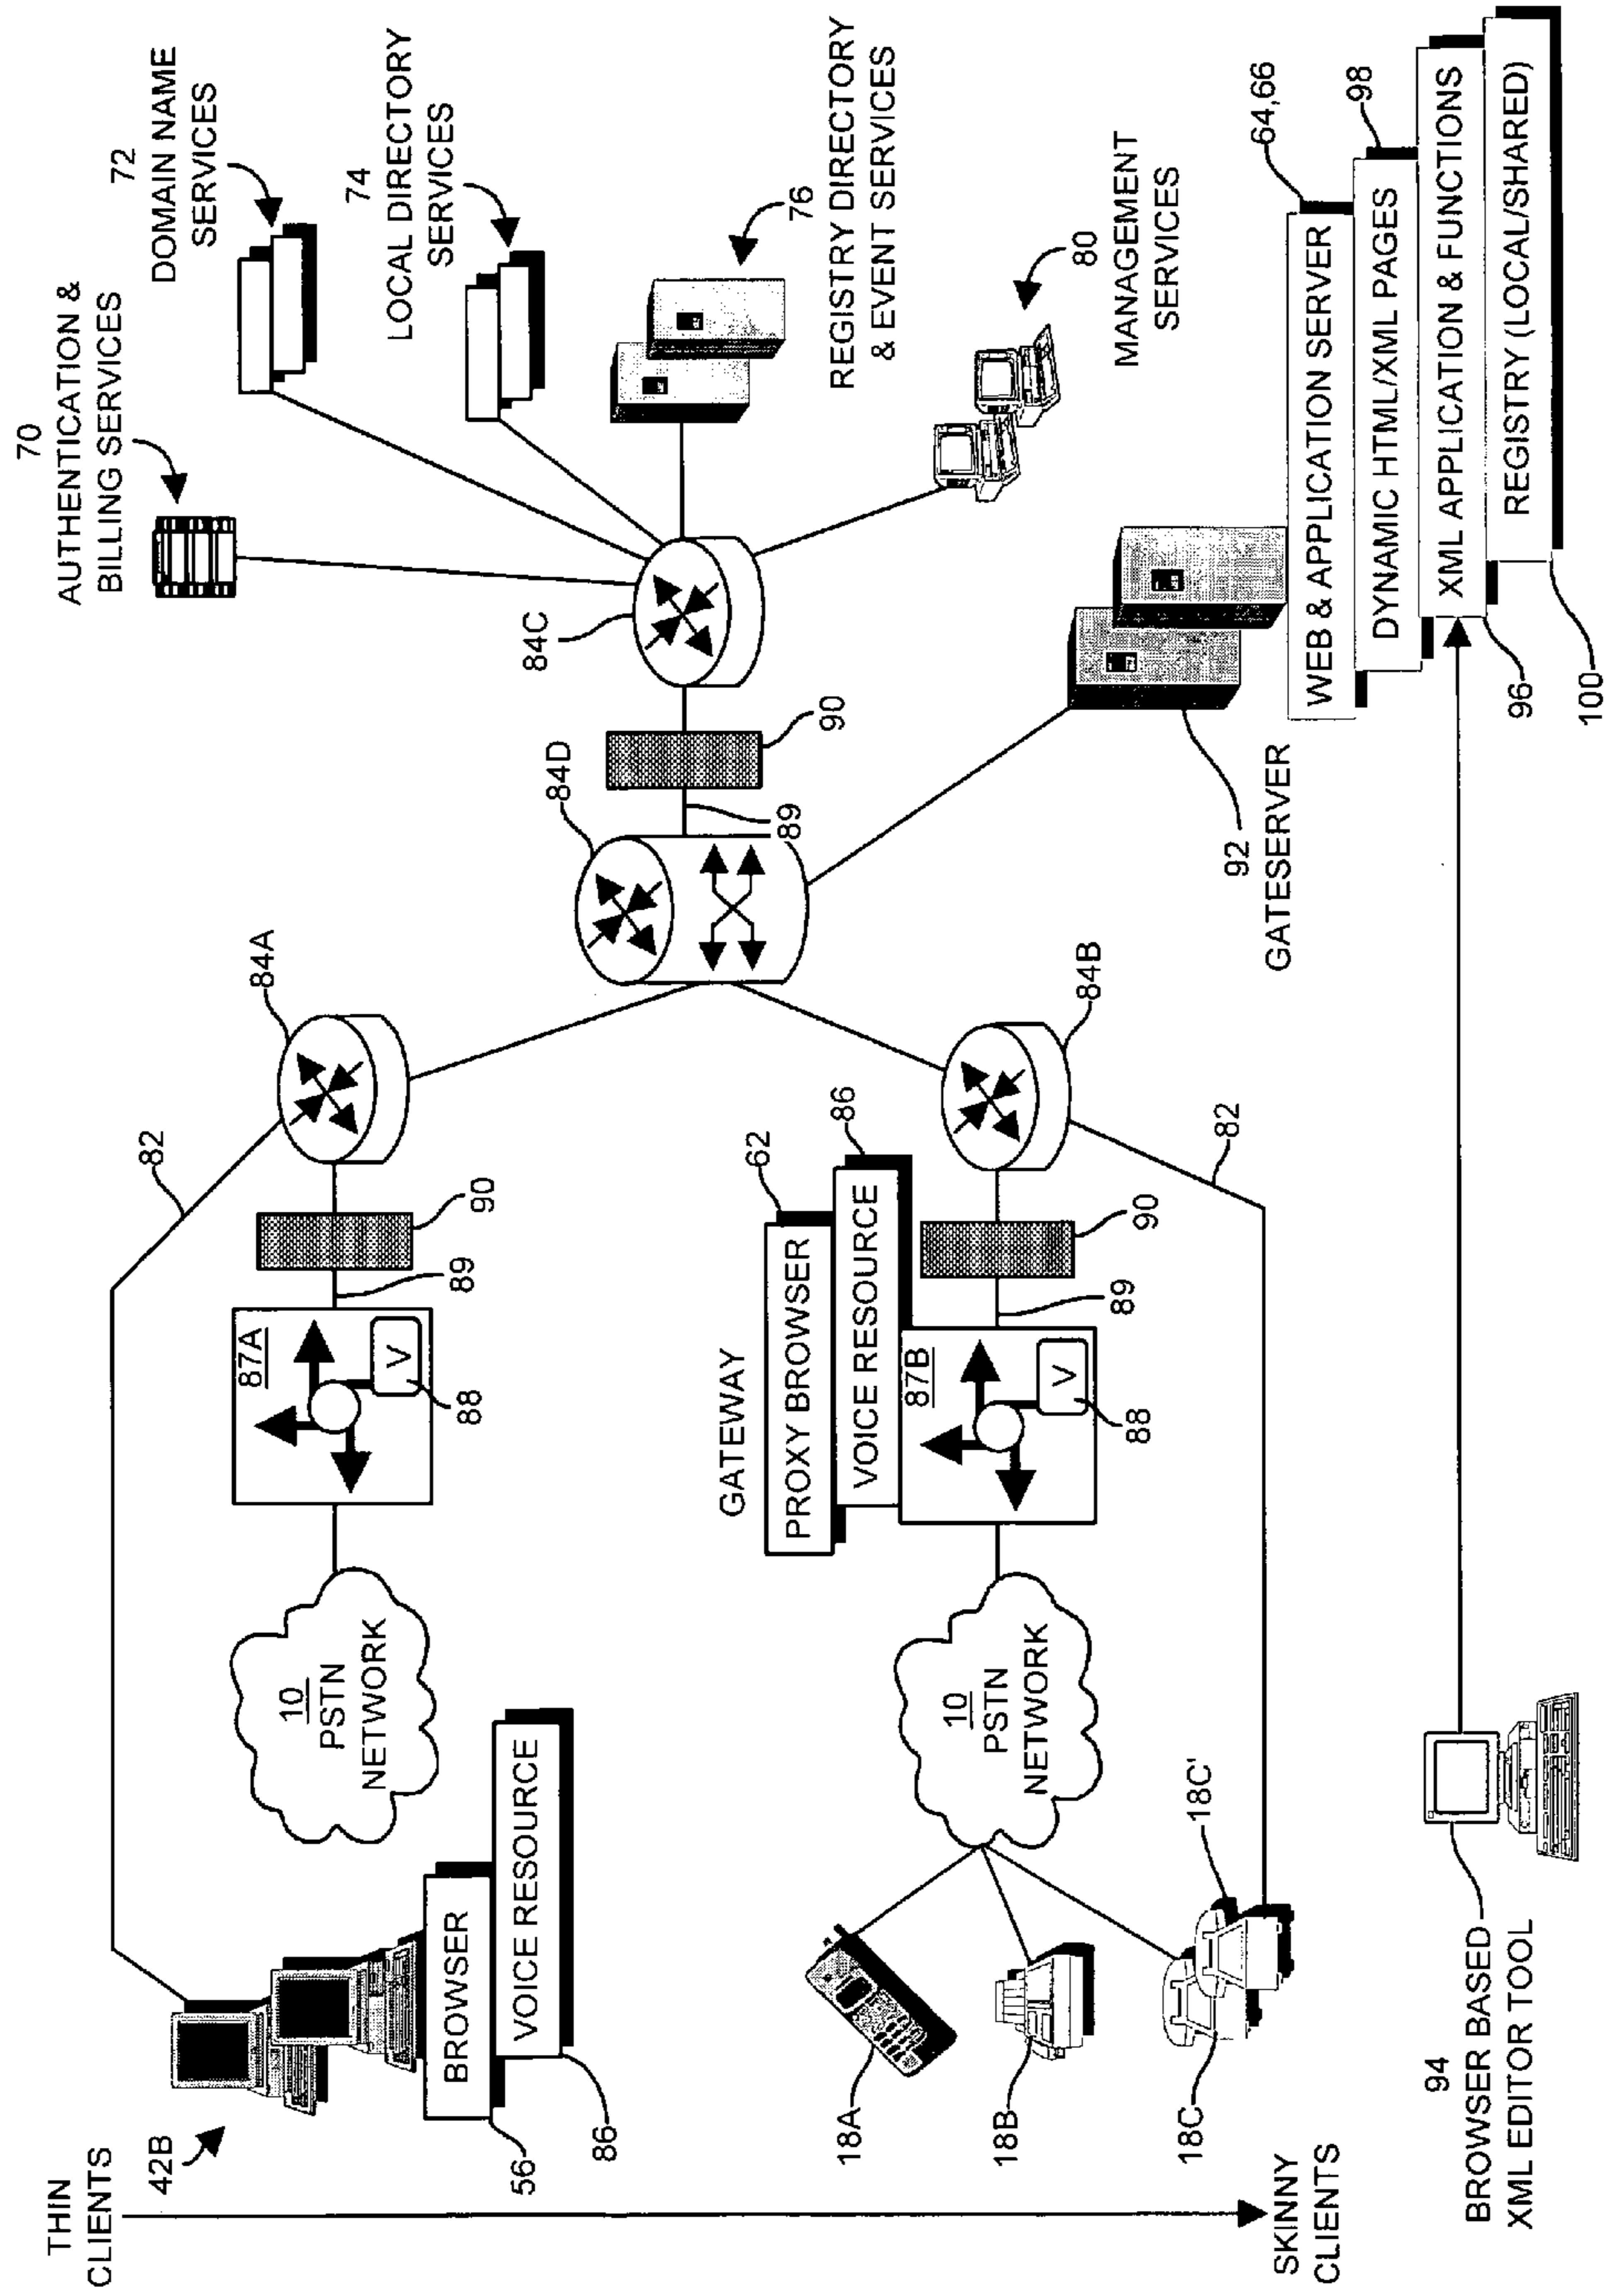 THIN
CLIENTS
42B
BROWSER
VOICE RESOURCE
56
86
82
10
PSTN
NETWORK
87A
V
88
89
90
84A
70
AUTHENTICATION &
BILLING SERVICES
72
DOMAIN NAME
SERVICES
74
LOCAL DIRECTORY
SERVICES
76
REGISTRY DIRECTORY
& EVENT SERVICES
80
MANAGEMENT
SERVICES
84C
90
89
84D
GATEWAY
PROXY BROWSER
VOICE RESOURCE
62
86
87B
V
88
89
90
84B
82
10
PSTN
NETWORK
18A
18B
18C
18C'
SKINNY
CLIENTS
92
GATESERVER
WEB & APPLICATION SERVER
64,66
DYNAMIC HTML/XML PAGES
98
XML APPLICATION & FUNCTIONS
96
REGISTRY (LOCAL/SHARED)
100
94
BROWSER BASED
XML EDITOR TOOL